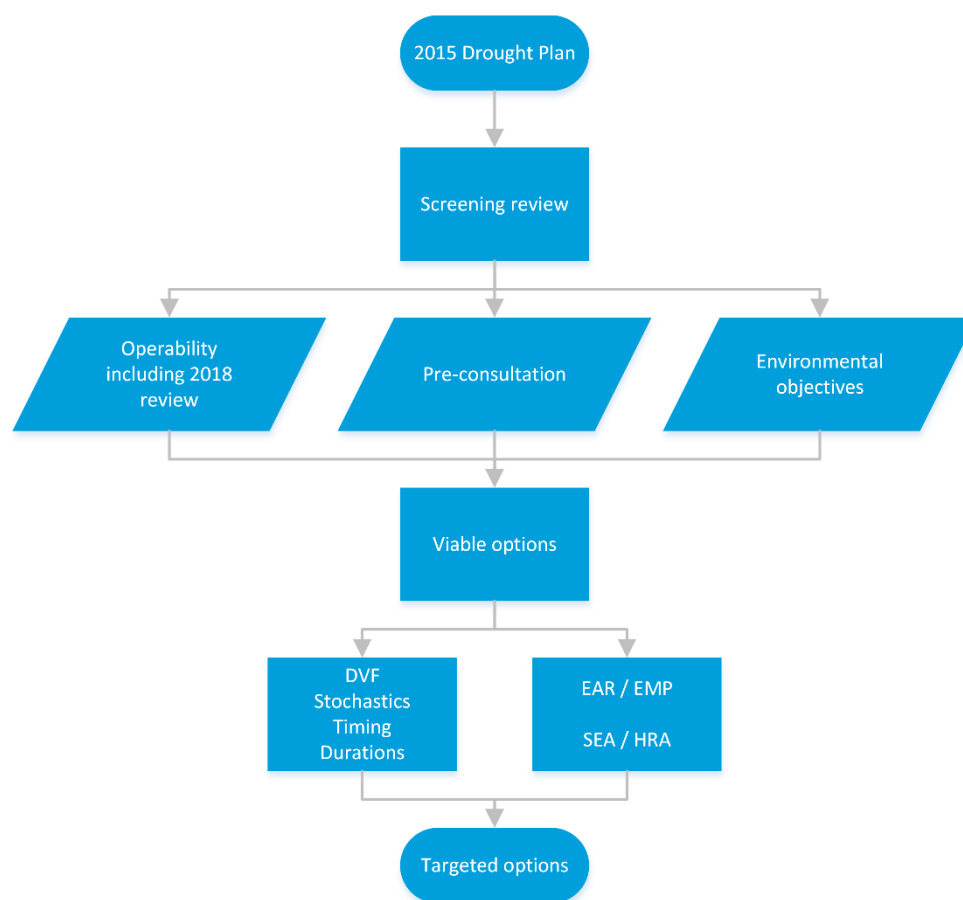 2015 Drought Plan
Screening review
Operability
including 2018
review
Pre-consultation
Environmental
objectives
Viable options
DVF
Stochastics
Timing
Durations
EAR / EMP
SEA / HRA
Targeted options